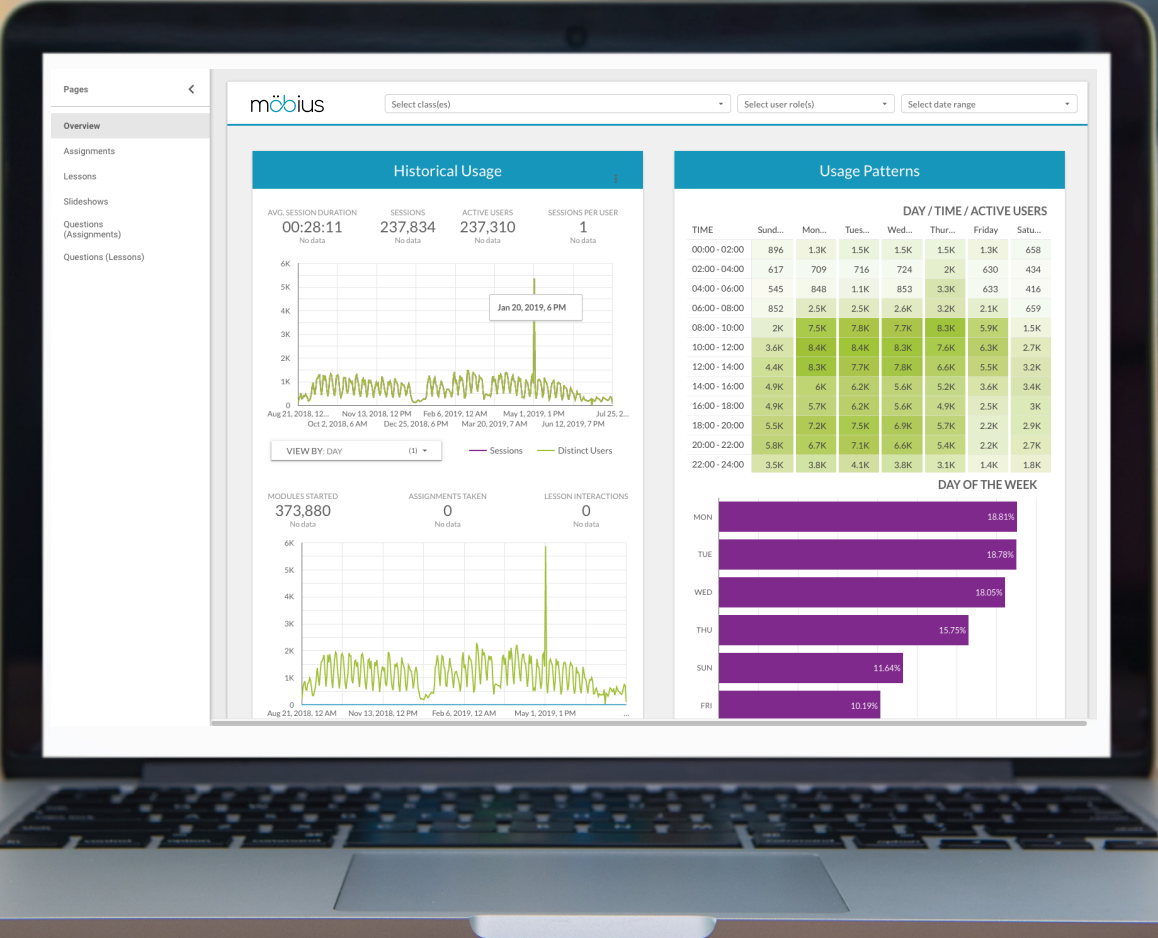 Pages
Overview
Assignments
Lessons
Slideshows
Questions
(Assignments)
Questions (Lessons)
möbius
Select class(es)
Select user role(s)
Select date range
Historical Usage
AVG. SESSION DURATION SESSIONS ACTIVE USERS SESSIONS PER USER
00:28:11 237,834 237,310 1
No data No data No data No data
6K
5K
Jan 20, 2019, 6 PM
4K
3K
2K
1K
0
Aug 21, 2018, 12... Nov 13, 2018, 12 PM Feb 6, 2019, 12 AM May 1, 2019, 1 PM Jul 25, 2...
Oct 2, 2018, 6 AM Dec 25, 2018, 6 PM Mar 20, 2019, 7 AM Jun 12, 2019, 7 PM
VIEW BY: DAY (1)
Sessions Distinct Users
MODULES STARTED ASSIGNMENTS TAKEN LESSON INTERACTIONS
373,880 0 0
No data No data No data
6K
5K
4K
3K
2K
1K
0
Aug 21, 2018, 12 AM Nov 13, 2018, 12 PM Feb 6, 2019, 12 AM May 1, 2019, 1 PM ...
Usage Patterns
DAY / TIME / ACTIVE USERS
TIME Sund... Mon... Tues... Wed... Thur... Friday Satu...
00:00 - 02:00 896 1.3K 1.5K 1.5K 1.5K 1.3K 658
02:00 - 04:00 617 709 716 724 2K 630 434
04:00 - 06:00 545 848 1.1K 853 3.3K 633 416
06:00 - 08:00 852 2.5K 2.5K 2.6K 3.2K 2.1K 659
08:00 - 10:00 2K 7.5K 7.8K 7.7K 8.3K 5.9K 1.5K
10:00 - 12:00 3.6K 8.4K 8.4K 8.3K 7.6K 6.3K 2.7K
12:00 - 14:00 4.4K 8.3K 7.7K 7.8K 6.6K 5.5K 3.2K
14:00 - 16:00 4.9K 6K 6.2K 5.6K 5.2K 3.6K 3.4K
16:00 - 18:00 4.9K 5.7K 6.2K 5.6K 4.9K 2.5K 3K
18:00 - 20:00 5.5K 7.2K 7.5K 6.9K 5.7K 2.2K 2.9K
20:00 - 22:00 5.8K 6.7K 7.1K 6.6K 5.4K 2.2K 2.7K
22:00 - 24:00 3.5K 3.8K 4.1K 3.8K 3.1K 1.4K 1.8K
DAY OF THE WEEK
MON 18.81%
TUE 18.78%
WED 18.05%
THU 15.75%
SUN 11.64%
FRI 10.19%